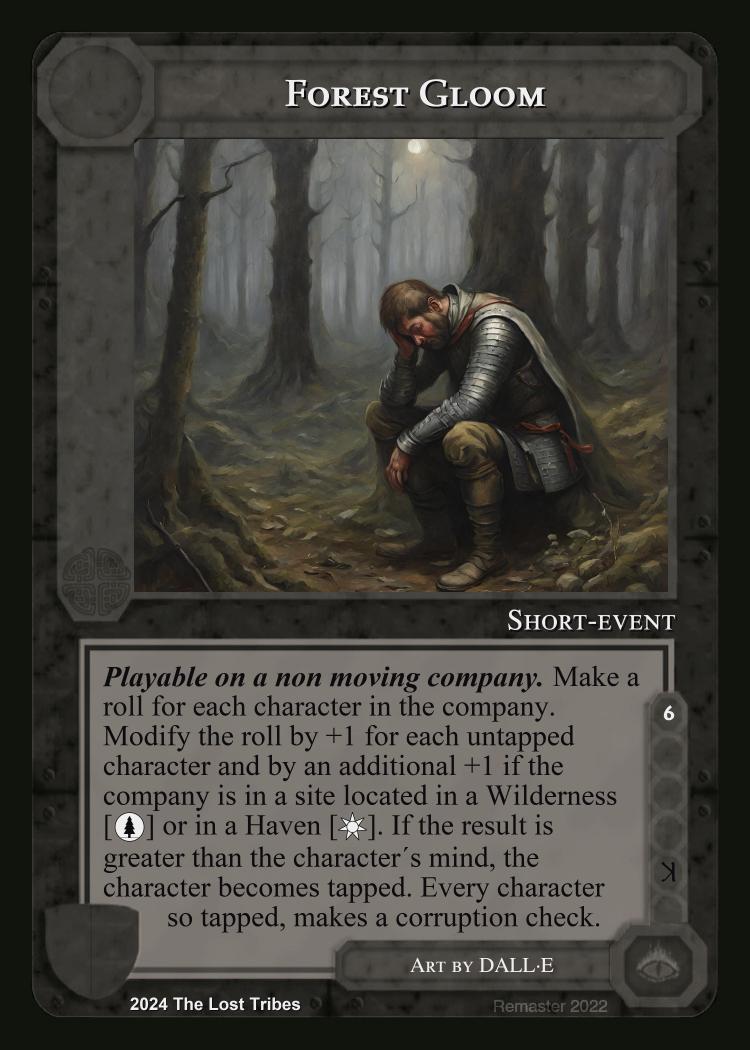 Forest Gloom
Short-event
Playable on a non moving company. Make a
roll for each character in the company.
Modify the roll by +1 for each untapped
character and by an additional +1 if the
company is in a site located in a Wilderness
[ ] or in a Haven [ ]. If the result is
greater than the character´s mind, the
character becomes tapped. Every character
so tapped, makes a corruption check.
6
Art by DALL·E
2024 The Lost Tribes
Remaster 2022